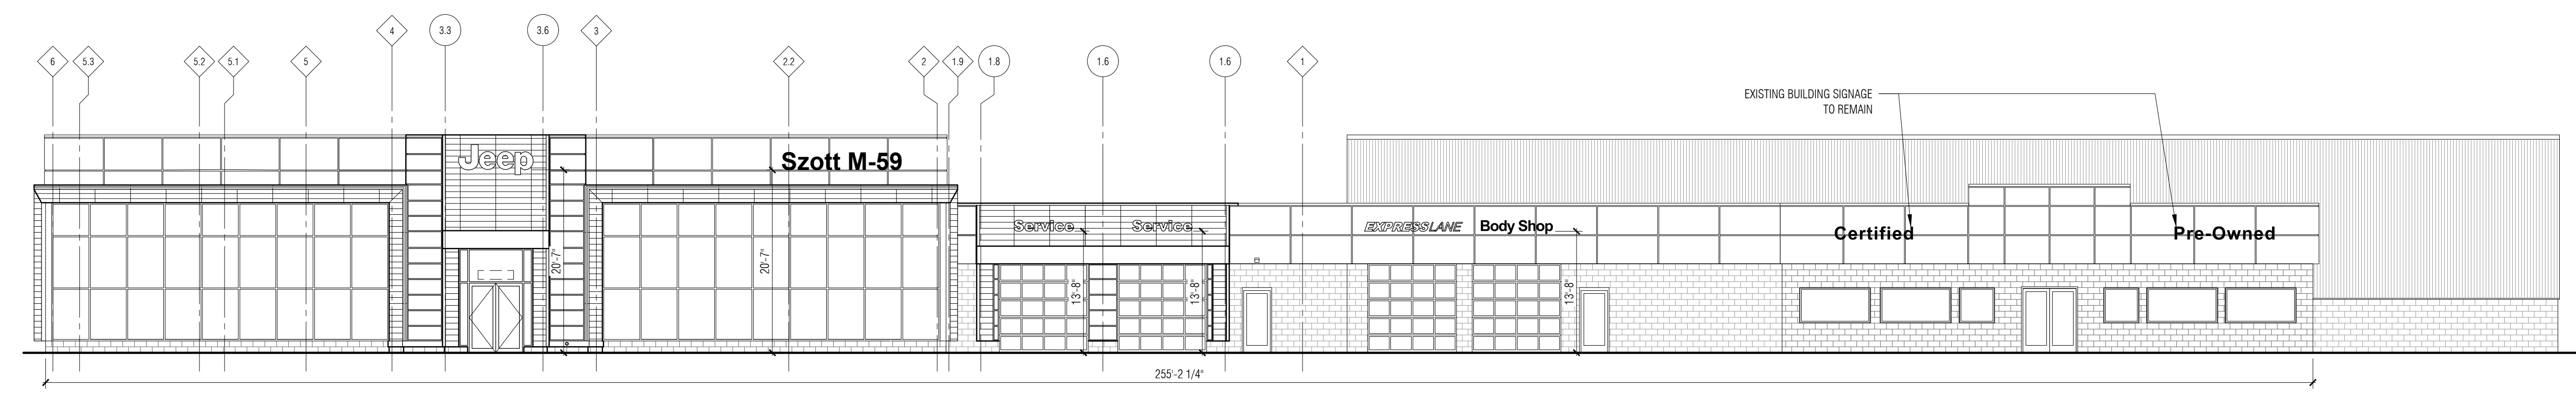 6
5.3
5.2
5.1
5
4
3.3
3.6
3
2.2
2
1.9
1.8
1.6
1.6
1
EXISTING BUILDING SIGNAGE
TO REMAIN
Jeep
Szott M-59
Service
Service
EXPRESS LANE
Body Shop
Certified
Pre-Owned
20'-7"
20'-7"
13'-8"
13'-8"
13'-8"
255'-2 1/4"